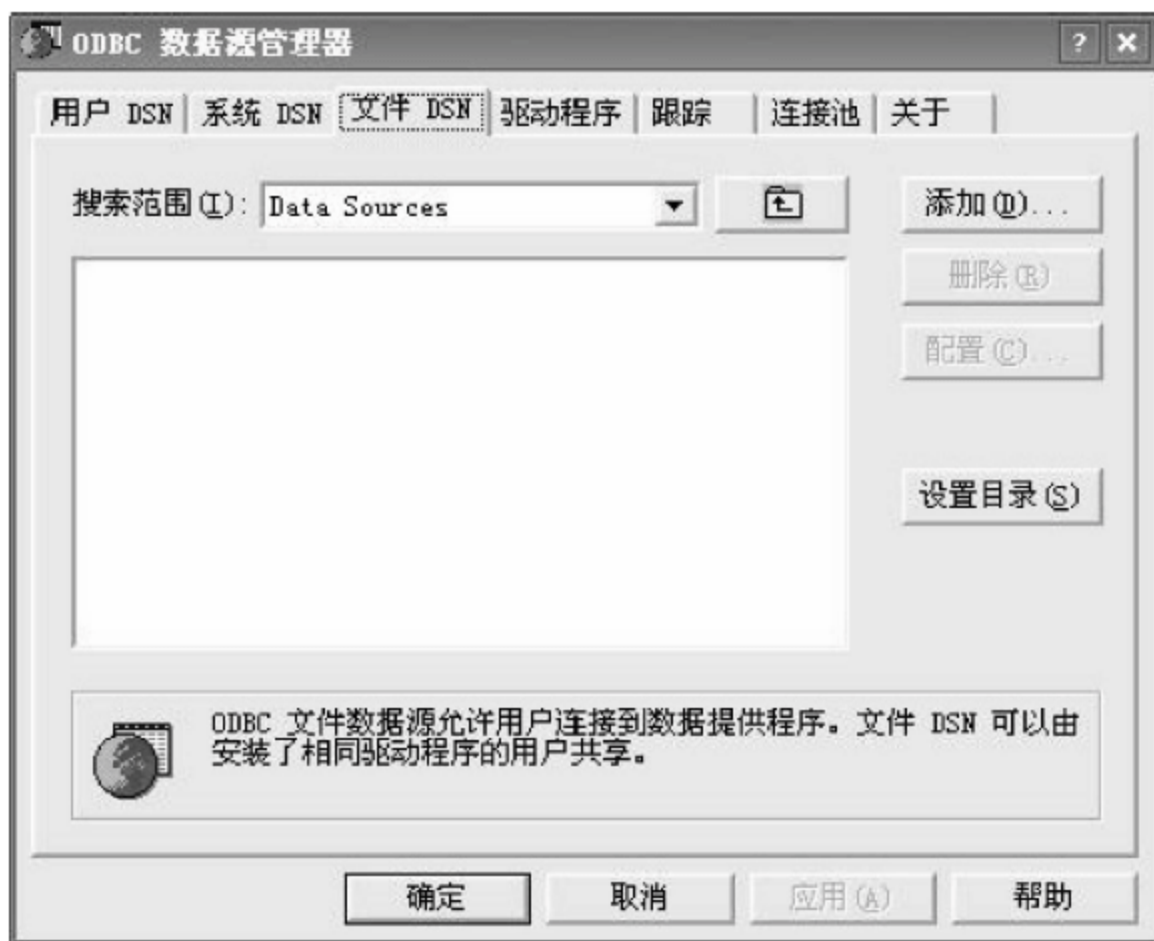 ODBC 数据源管理器
用户 DSN 系统 DSN 文件 DSN 驱动程序 跟踪 连接池 关于
搜索范围(I): Data Sources 添加(D)...
删除(R)
配置(C)...
设置目录(S)
ODBC 文件数据源允许用户连接到数据提供程序。文件 DSN 可以由
安装了相同驱动程序的用户共享。
确定 取消 应用(A) 帮助